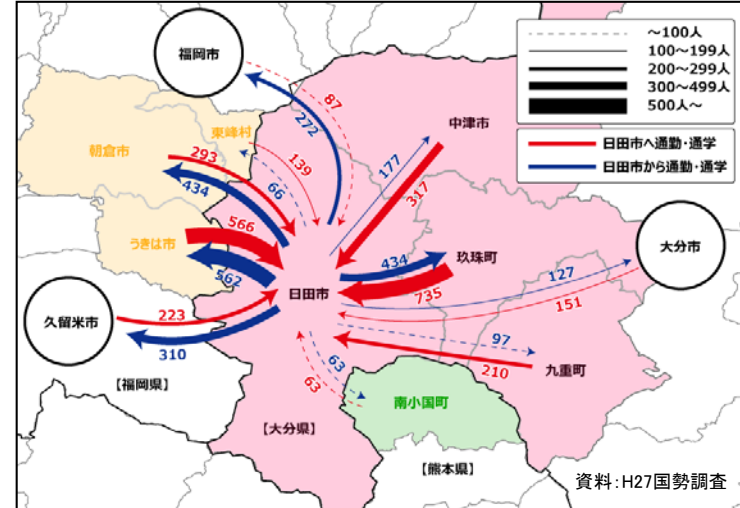 ～100人
100～199人
200～299人
300～499人
500人～
日田市へ通勤・通学
日田市から通勤・通学
福岡市
87
272
東峰村
朝倉市
293
139
434
66
中津市
177
317
うきは市
566
562
玖珠町
434
735
大分市
127
151
日田市
久留米市
223
310
97
210
九重町
63
63
南小国町
【福岡県】
【大分県】
【熊本県】
資料：H27国勢調査